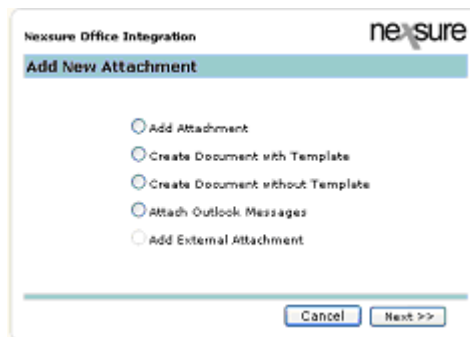 Nexsure Office Integration
nexsure
Add New Attachment
Add Attachment
Create Document with Template
Create Document without Template
Attach Outlook Messages
Add External Attachment
Cancel
Next >>